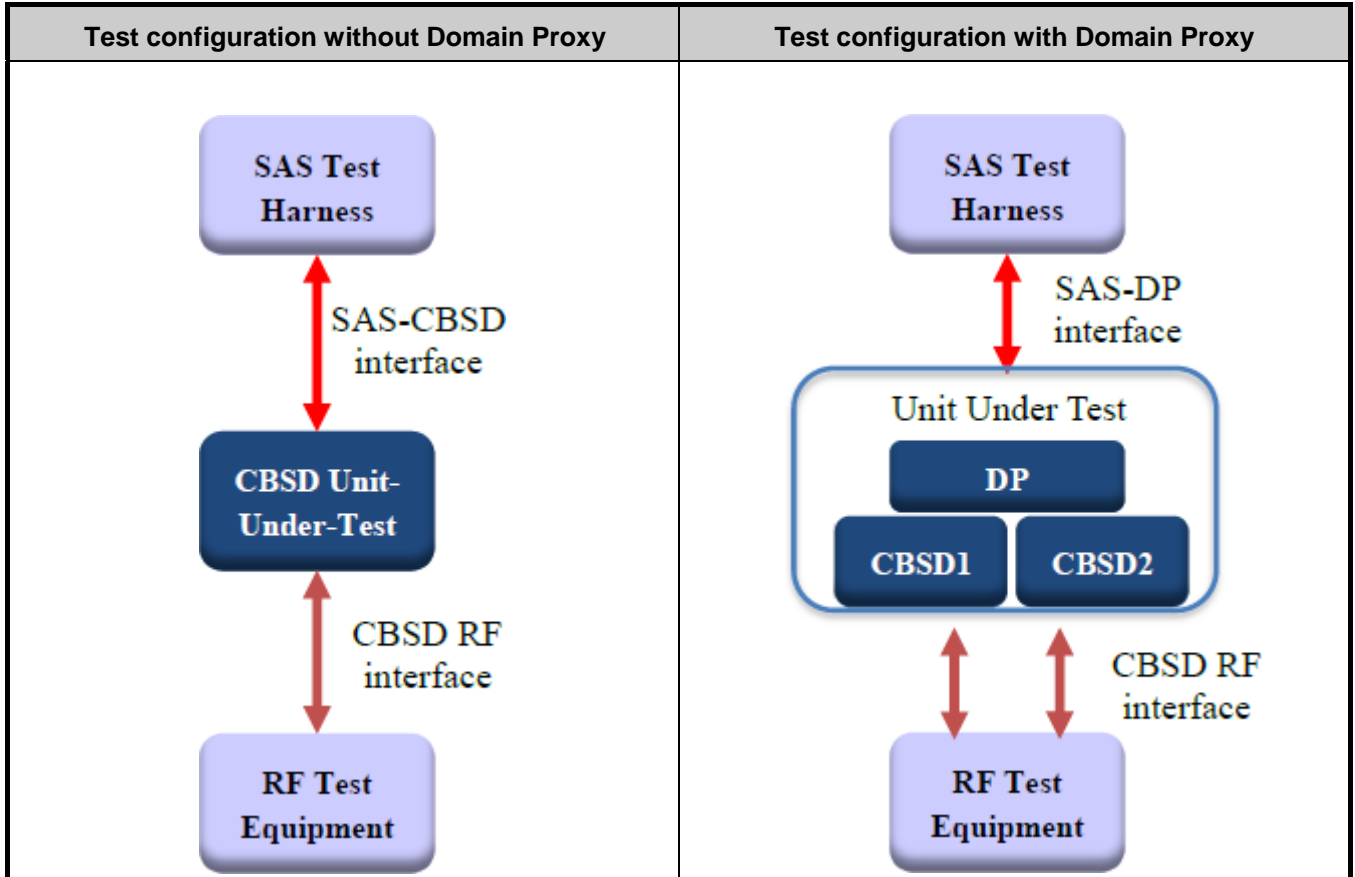 Test configuration without Domain Proxy
Test configuration with Domain Proxy
SAS Test
Harness
SAS-CBSD
interface
CBSD Unit-
Under-Test
CBSD RF
interface
RF Test
Equipment
SAS Test
Harness
SAS-DP
interface
Unit Under Test
DP
CBSD1
CBSD2
CBSD RF
interface
RF Test
Equipment